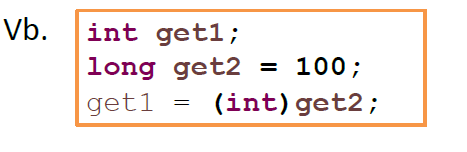 Vb.
int get1;
long get2 = 100;
get1 = (int)get2;